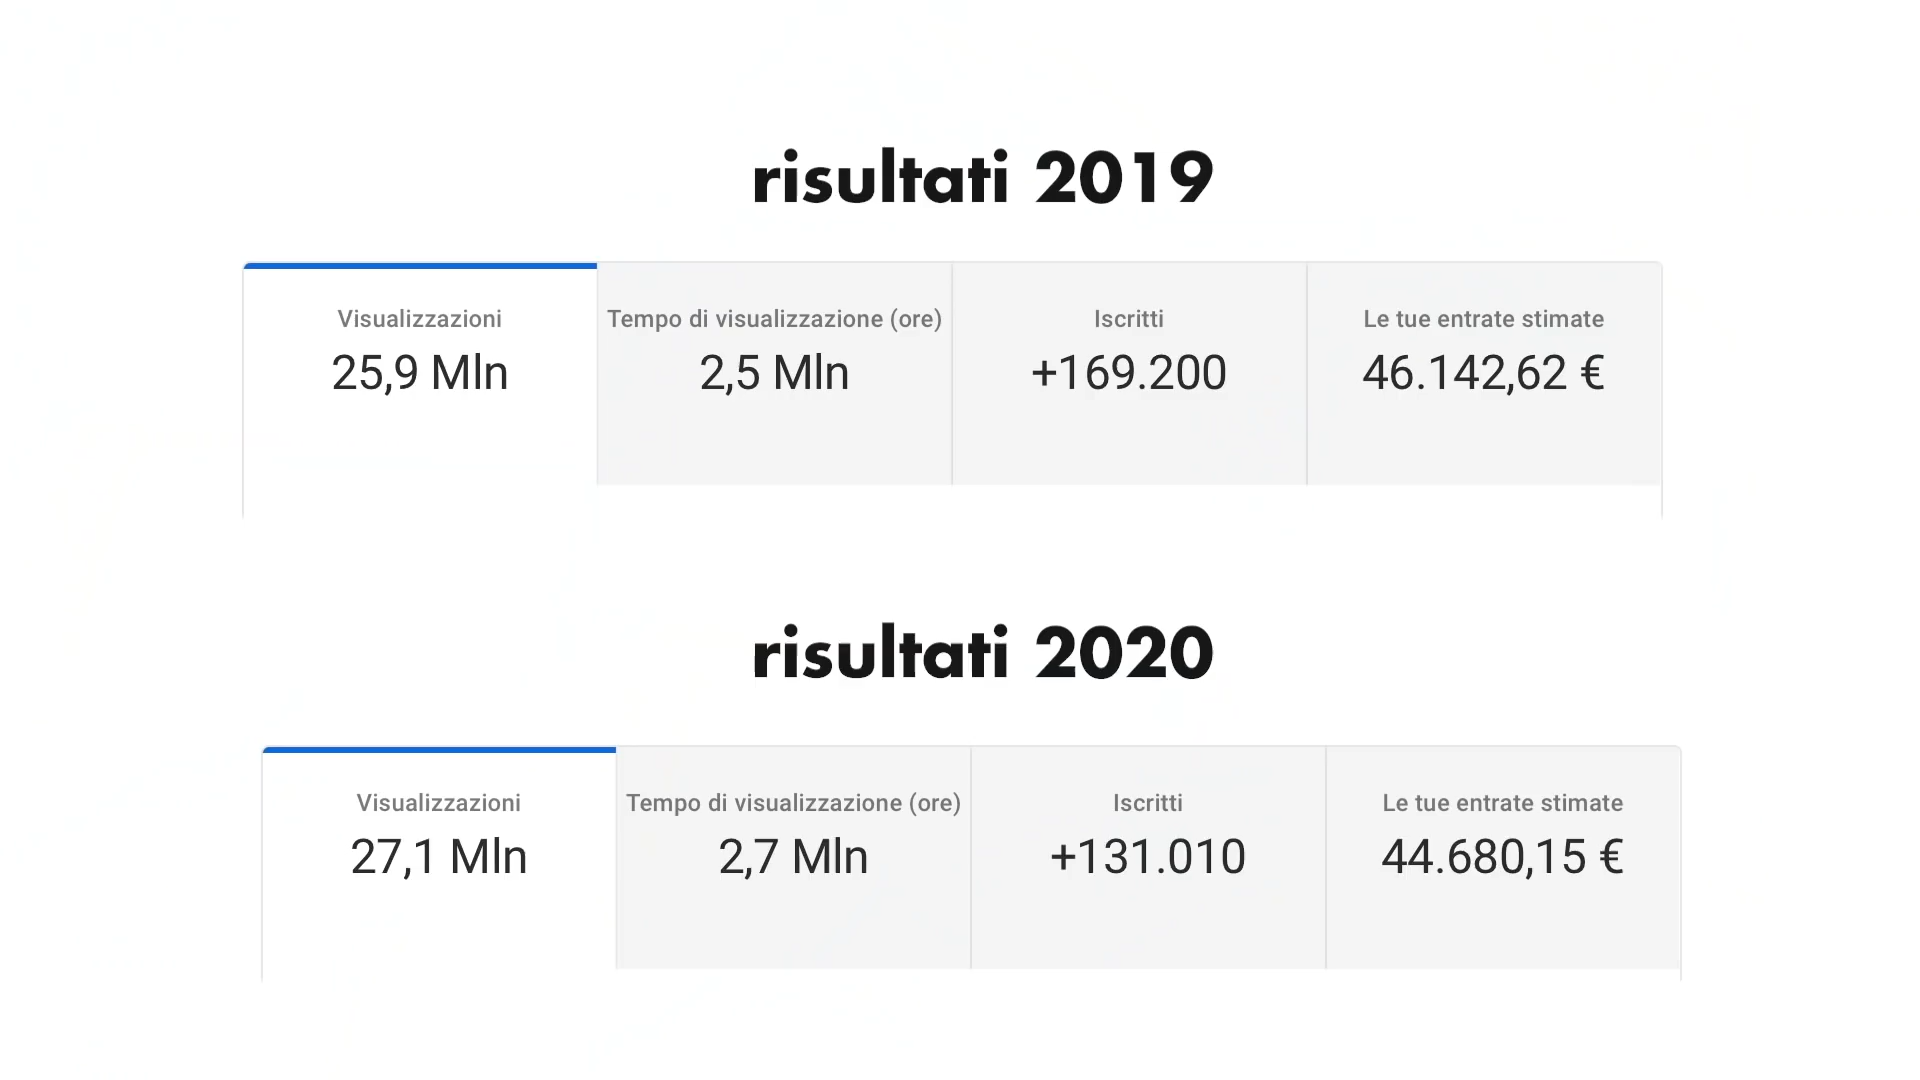 risultati 2019
Visualizzazioni
25,9 Mln
Tempo di visualizzazione (ore)
2,5 Mln
Iscritti
+169.200
Le tue entrate stimate
46.142,62 €
risultati 2020
Visualizzazioni
27,1 Mln
Tempo di visualizzazione (ore)
2,7 Mln
Iscritti
+131.010
Le tue entrate stimate
44.680,15 €